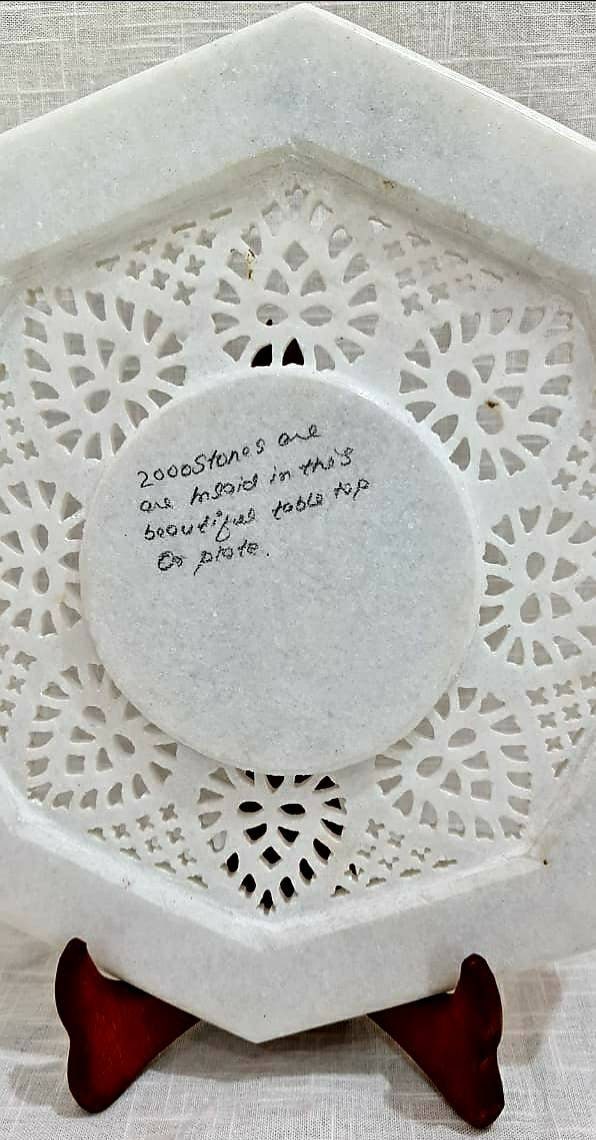 2000Stones are
are Inlaid in this
beautiful table top
Or plate.